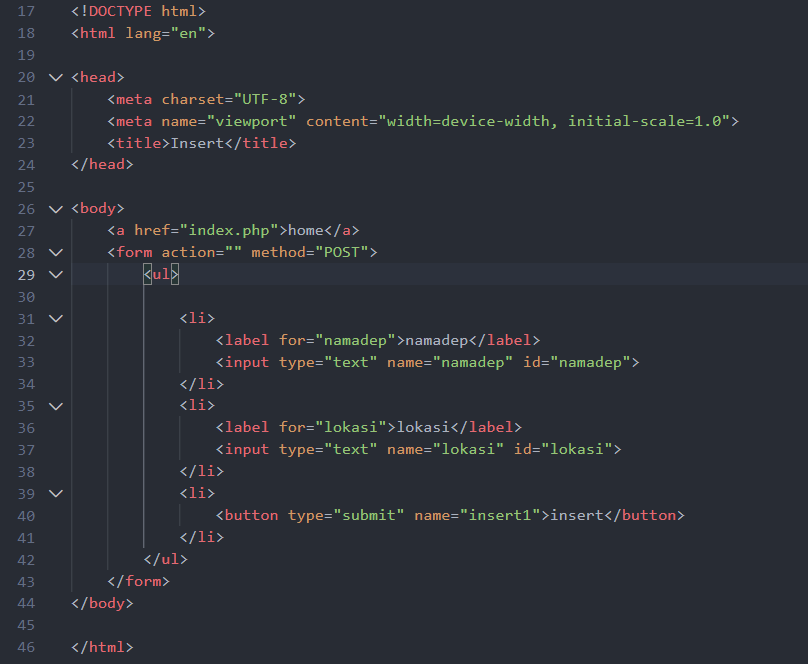 17 <!DOCTYPE html>
18 <html lang="en">
19
20 <head>
21     <meta charset="UTF-8">
22     <meta name="viewport" content="width=device-width, initial-scale=1.0">
23     <title>Insert</title>
24 </head>
25
26 <body>
27     <a href="index.php">home</a>
28     <form action="" method="POST">
29         <ul>
30
31             <li>
32                 <label for="namadep">namadep</label>
33                 <input type="text" name="namadep" id="namadep">
34             </li>
35             <li>
36                 <label for="lokasi">lokasi</label>
37                 <input type="text" name="lokasi" id="lokasi">
38             </li>
39             <li>
40                 <button type="submit" name="insert1">insert</button>
41             </li>
42         </ul>
43     </form>
44 </body>
45
46 </html>